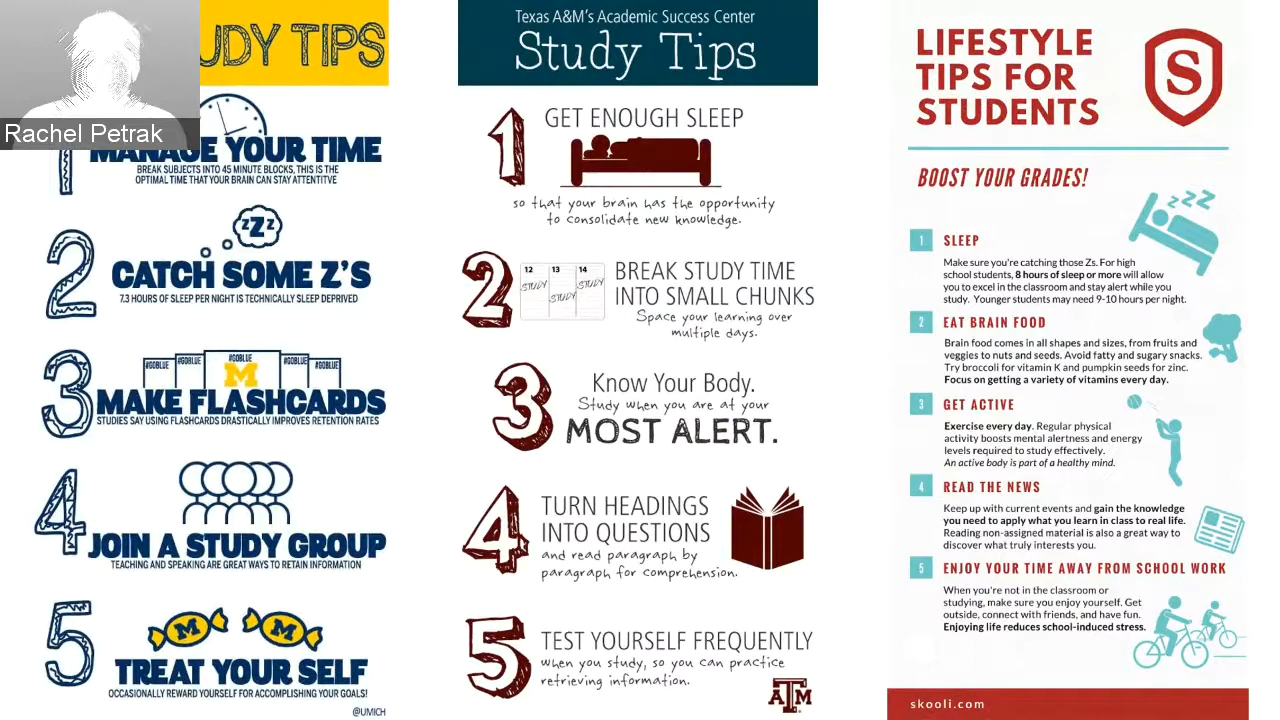 Rachel Petrak
UDY TIPS
1
MANAGE YOUR TIME
BREAK SUBJECTS INTO 45 MINUTE BLOCKS, THIS IS THE
OPTIMAL TIME THAT YOUR BRAIN CAN STAY ATTENTITVE
zZz
2
CATCH SOME Z'S
7.3 HOURS OF SLEEP PER NIGHT IS TECHNICALLY SLEEP DEPRIVED
#GOBLUE #GOBLUE #GOBLUE #GOBLUE #GOBLUE
M
3
MAKE FLASHCARDS
STUDIES SAY USING FLASHCARDS DRASTICALLY IMPROVES RETENTION RATES
4
JOIN A STUDY GROUP
TEACHING AND SPEAKING ARE GREAT WAYS TO RETAIN INFORMATION
5
M M
TREAT YOUR SELF
OCCASIONALLY REWARD YOURSELF FOR ACCOMPLISHING YOUR GOALS!
@UMICH
Texas A&M's Academic Success Center
Study Tips
1
GET ENOUGH SLEEP
so that your brain has the opportunity
to consolidate new knowledge.
2
12 13 14
STUDY STUDY STUDY
BREAK STUDY TIME
INTO SMALL CHUNKS
Space your learning over
multiple days.
3
Know Your Body.
Study when you are at your
MOST ALERT.
4
TURN HEADINGS
INTO QUESTIONS
and read paragraph by
paragraph for comprehension.
5
TEST YOURSELF FREQUENTLY
when you study, so you can practice
retrieving information.
ATM
LIFESTYLE
TIPS FOR
STUDENTS
S
BOOST YOUR GRADES!
ZZZ
1 SLEEP
Make sure you're catching those Zs. For high
school students, 8 hours of sleep or more will allow
you to excel in the classroom and stay alert while you
study. Younger students may need 9-10 hours per night.
2 EAT BRAIN FOOD
Brain food comes in all shapes and sizes, from fruits and
veggies to nuts and seeds. Avoid fatty and sugary snacks.
Try broccoli for vitamin K and pumpkin seeds for zinc.
Focus on getting a variety of vitamins every day.
3 GET ACTIVE
Exercise every day. Regular physical
activity boosts mental alertness and energy
levels required to study effectively.
An active body is part of a healthy mind.
4 READ THE NEWS
Keep up with current events and gain the knowledge
you need to apply what you learn in class to real life.
Reading non-assigned material is also a great way to
discover what truly interests you.
5 ENJOY YOUR TIME AWAY FROM SCHOOL WORK
When you're not in the classroom or
studying, make sure you enjoy yourself. Get
outside, connect with friends, and have fun.
Enjoying life reduces school-induced stress.
skooli.com